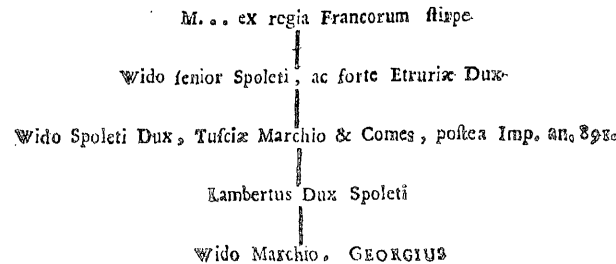 M... ex regia Francorum ſtirpe
Wido ſenior Spoleti, ac forte Etruriæ Dux
Wido Spoleti Dux, Tuſciæ Marchio & Comes, poſtea Imp. an. 898.
Lambertus Dux Spoleti
Wido Marchio. GEORGIUS